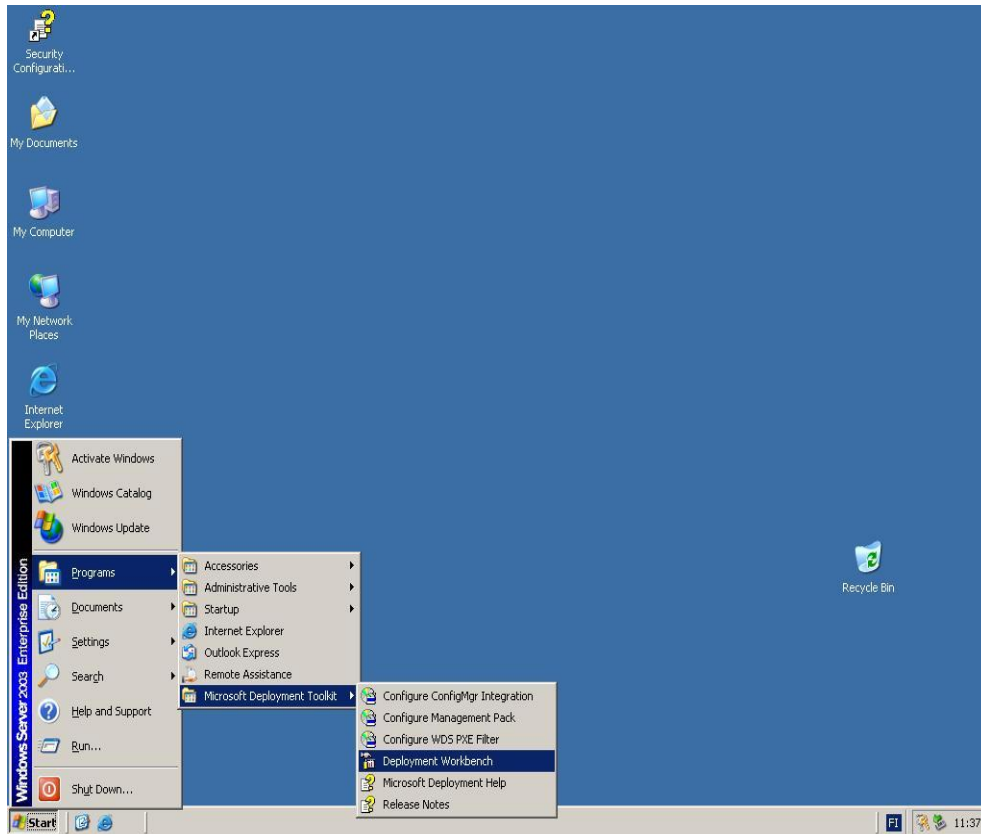 Security
Configurati...
My Documents
My Computer
My Network
Places
Internet
Explorer
Recycle Bin
Windows Server 2003 Enterprise Edition
Activate Windows
Windows Catalog
Windows Update
Programs
Documents
Settings
Search
Help and Support
Run...
Shut Down...
Accessories
Administrative Tools
Startup
Internet Explorer
Outlook Express
Remote Assistance
Microsoft Deployment Toolkit
Configure ConfigMgr Integration
Configure Management Pack
Configure WDS PXE Filter
Deployment Workbench
Microsoft Deployment Help
Release Notes
Start
FI
11:37